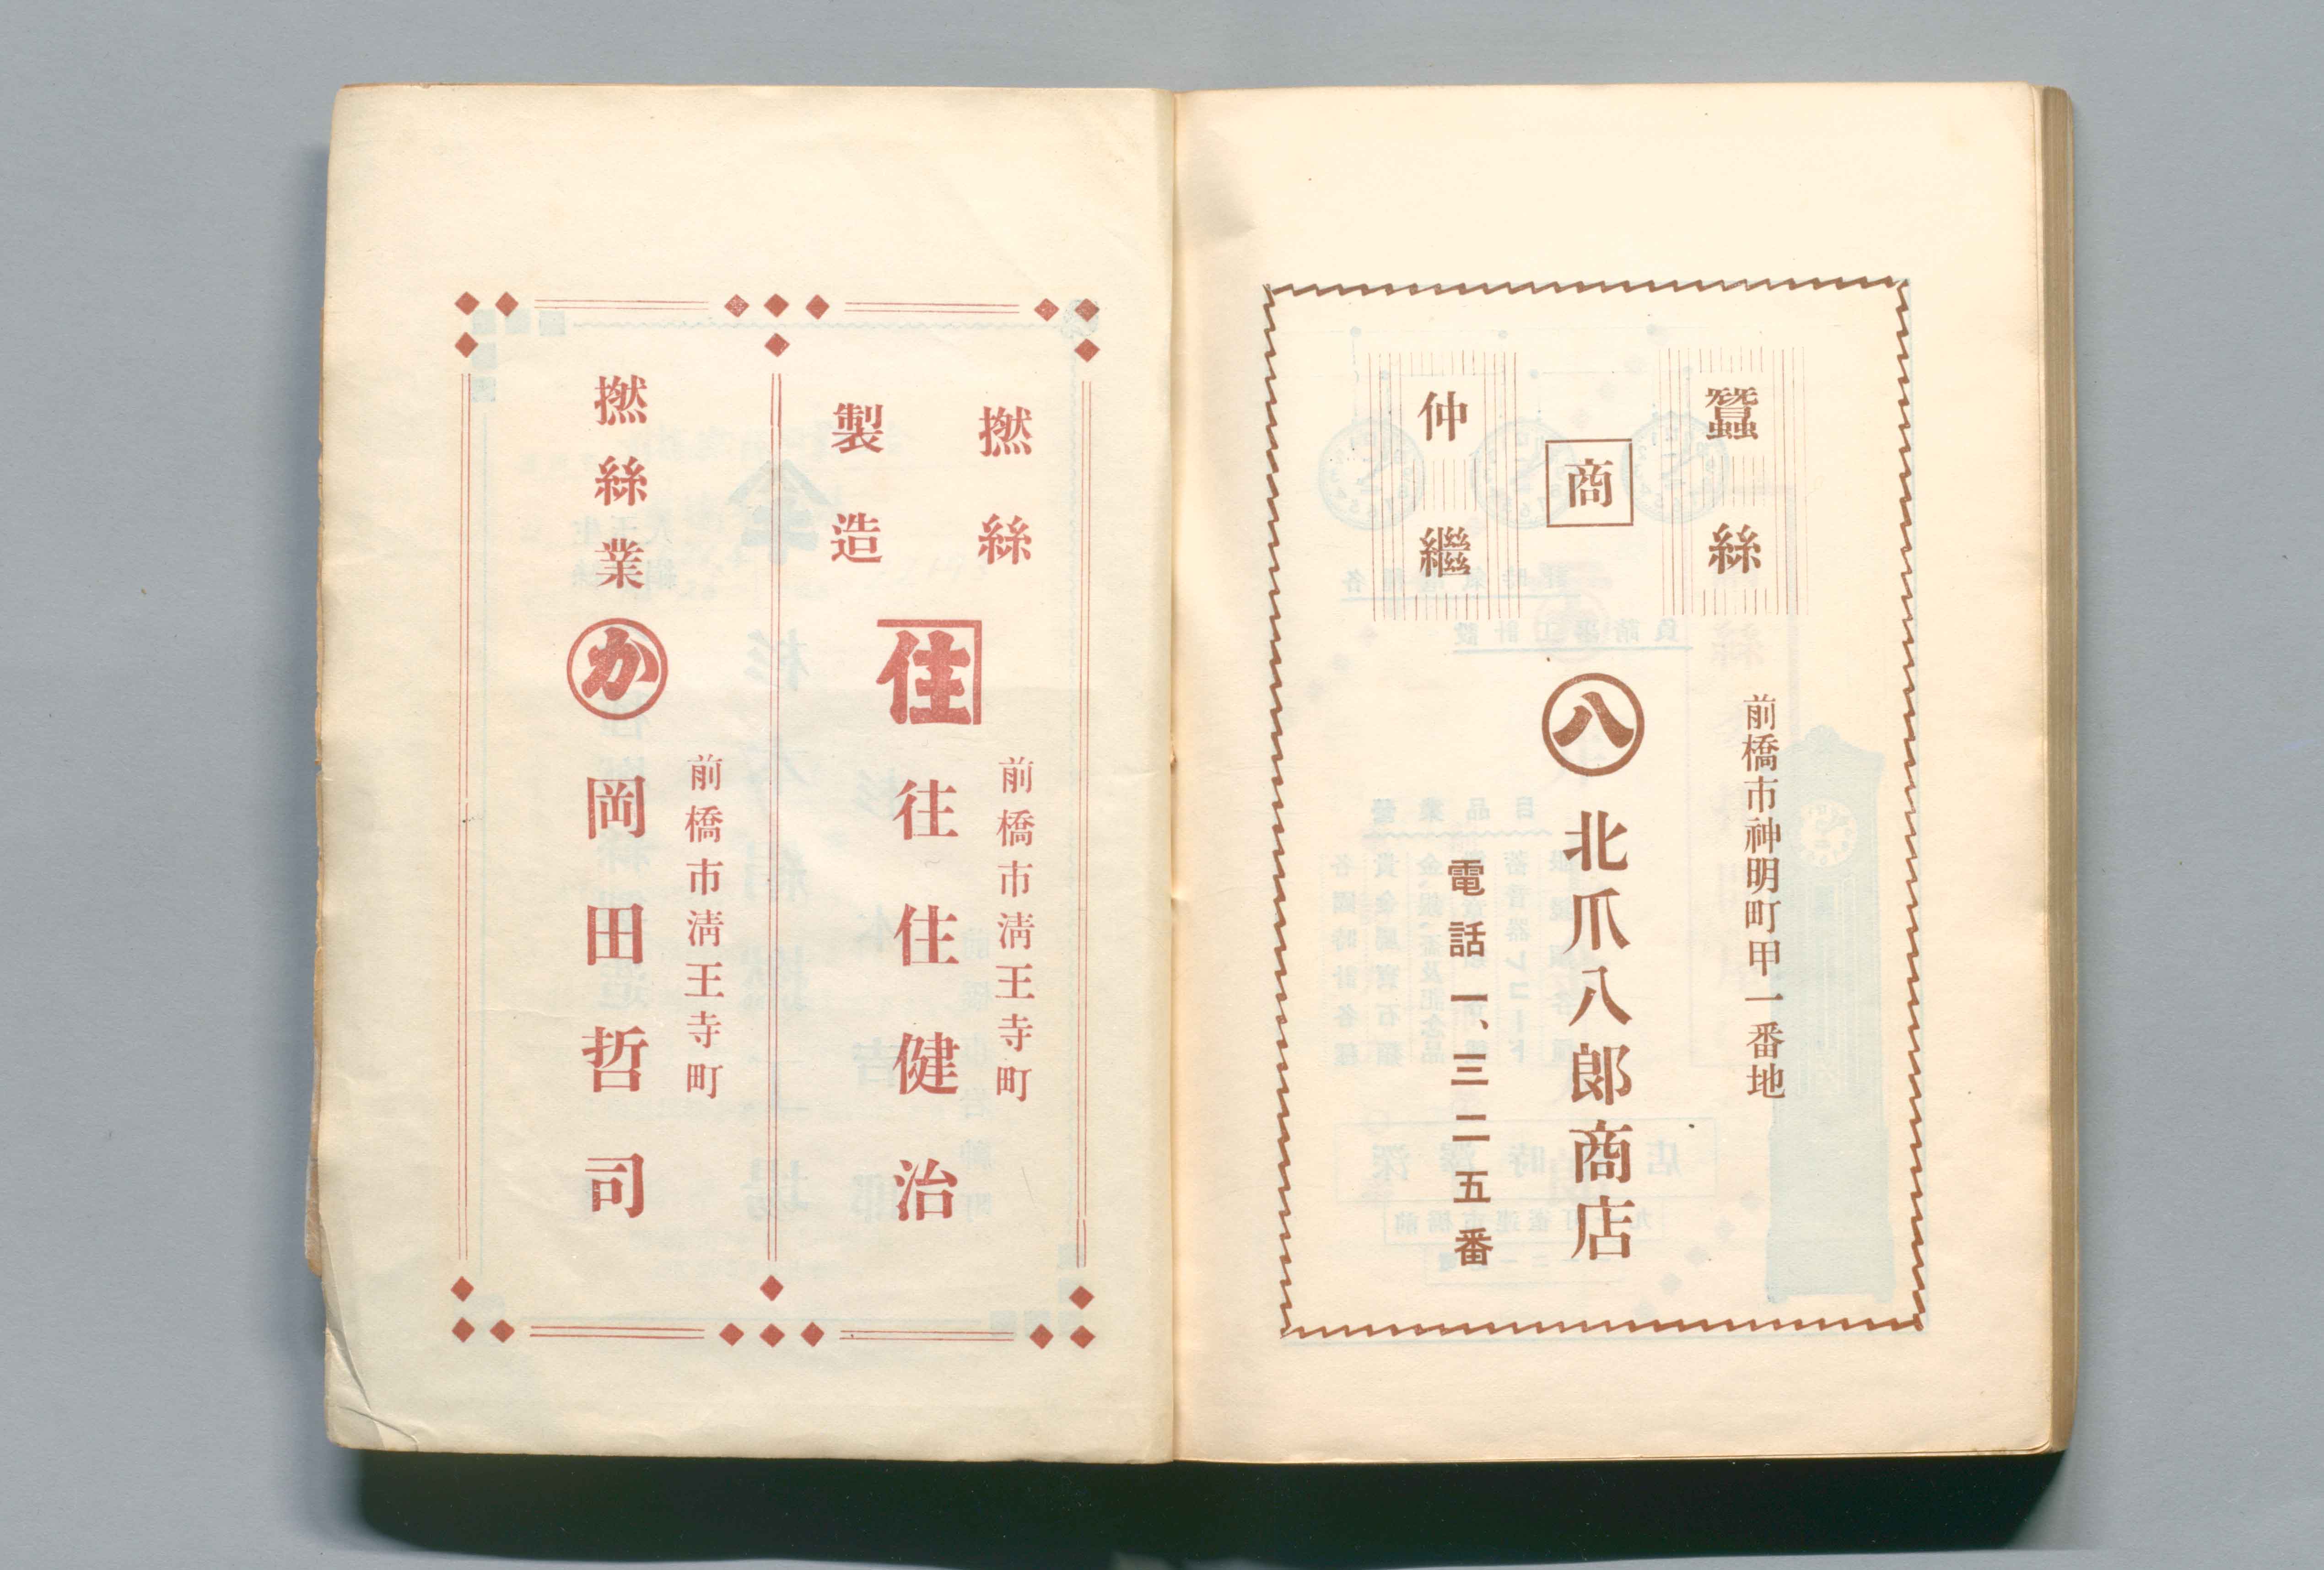 蠶絲
商
仲繼
前橋市神明町甲一番地
八
北爪八郎商店
電話一、三二五番
撚絲
製造
住
前橋市淸王寺町
往住健治
撚絲業
か
前橋市淸王寺町
岡田哲司